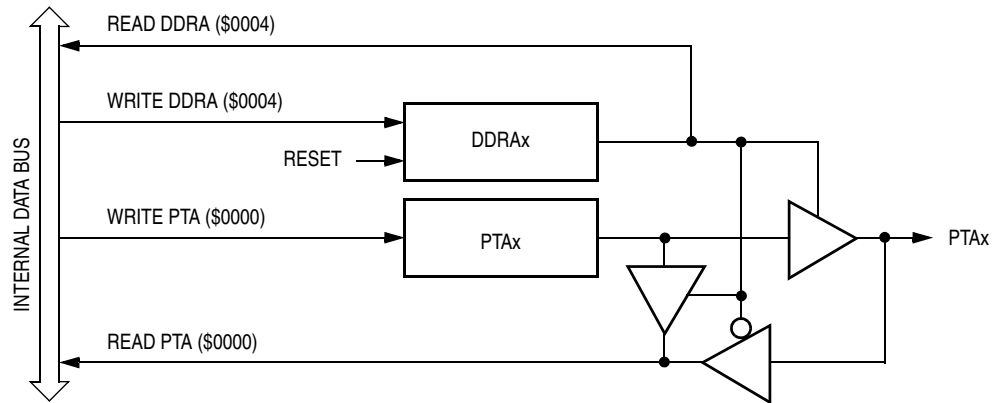 READ DDRA ($0004)
WRITE DDRA ($0004)
DDRAx
RESET
INTERNAL DATA BUS
WRITE PTA ($0000)
PTAx
PTAx
READ PTA ($0000)